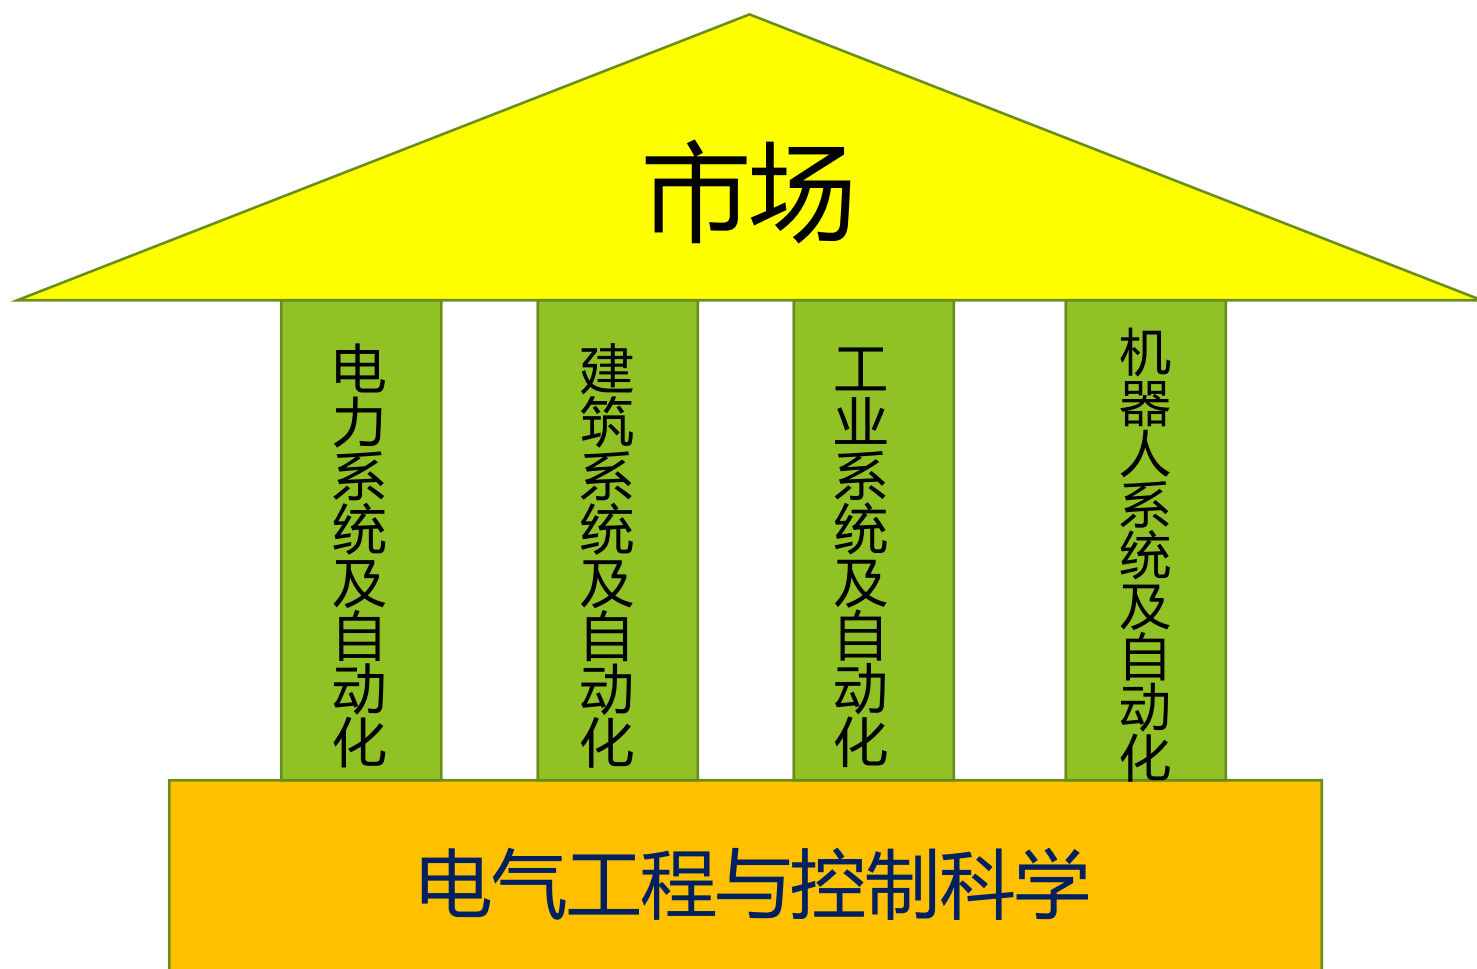 市场
电力系统及自动化
建筑系统及自动化
工业系统及自动化
机器人系统及自动化
电气工程与控制科学